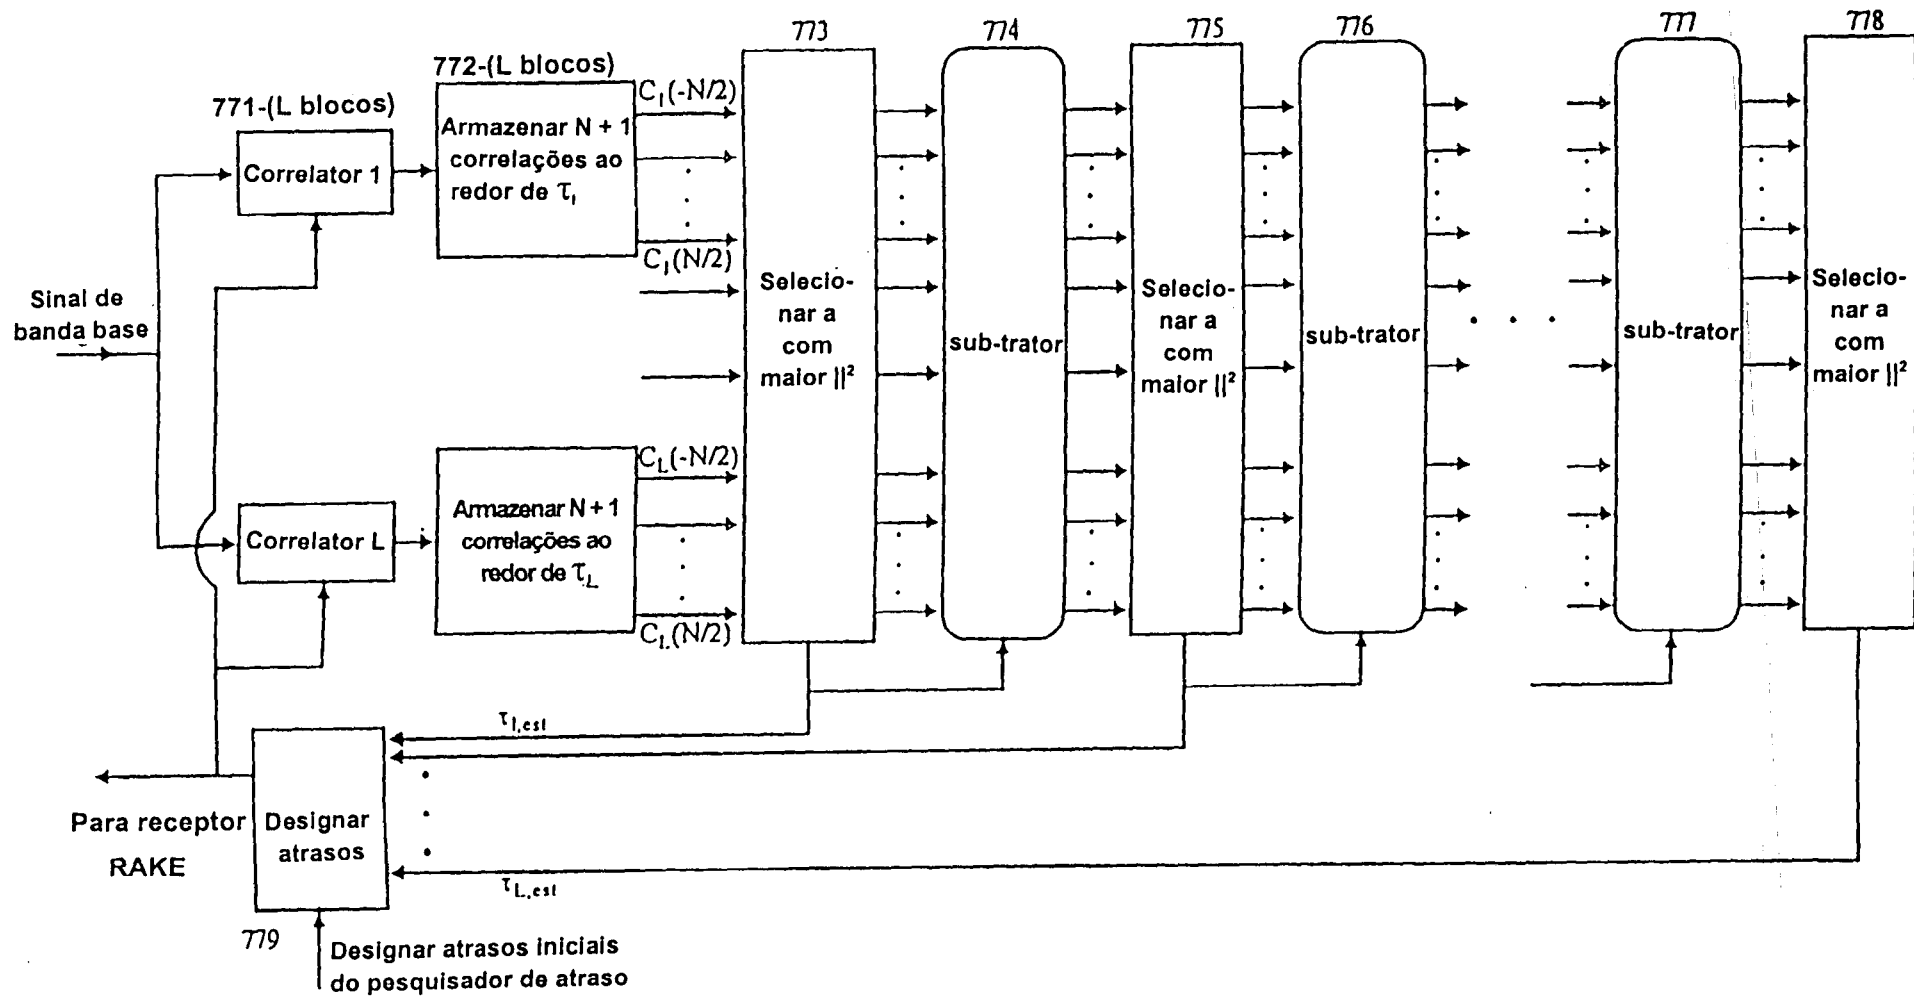 773
774
775
776
777
778
772-(L blocos)
771-(L blocos)
Armazenar N + 1
correlações ao
redor de τ₁
C₁(-N/2)
C₁(N/2)
Correlator 1
Sinal de
banda base
Selecio-
nar a
com
maior ||²
sub-trator
Selecio-
nar a
com
maior ||²
sub-trator
. . .
sub-trator
Selecio-
nar a
com
maior ||²
Correlator L
Armazenar N + 1
correlações ao
redor de τL
CL(-N/2)
CL(N/2)
τ1,est
τL,est
Para receptor
RAKE
Designar
atrasos
779
Designar atrasos iniciais
do pesquisador de atraso